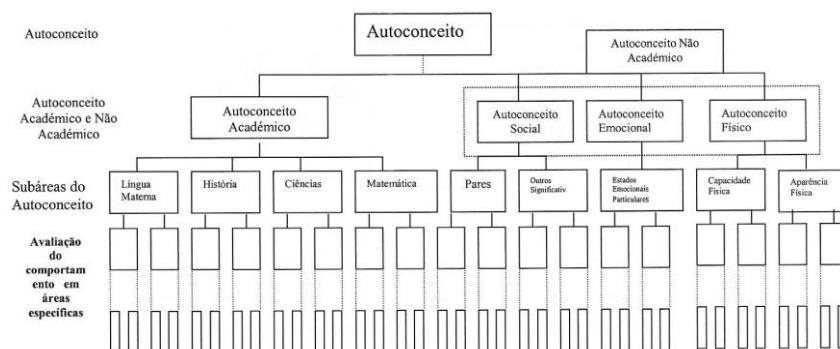 Autoconceito
Autoconceito
Autoconceito Não
Académico
Autoconceito
Académico e Não
Académico
Autoconceito
Académico
Autoconceito
Social
Autoconceito
Emocional
Autoconceito
Físico
Subáreas do
Autoconceito
Língua
Materna
História
Ciências
Matemática
Pares
Outros
Significativ
Estados
Emocionais
Particulares
Capacidade
Física
Aparência
Física
Avaliação
do
comportam
ento em
áreas
específicas